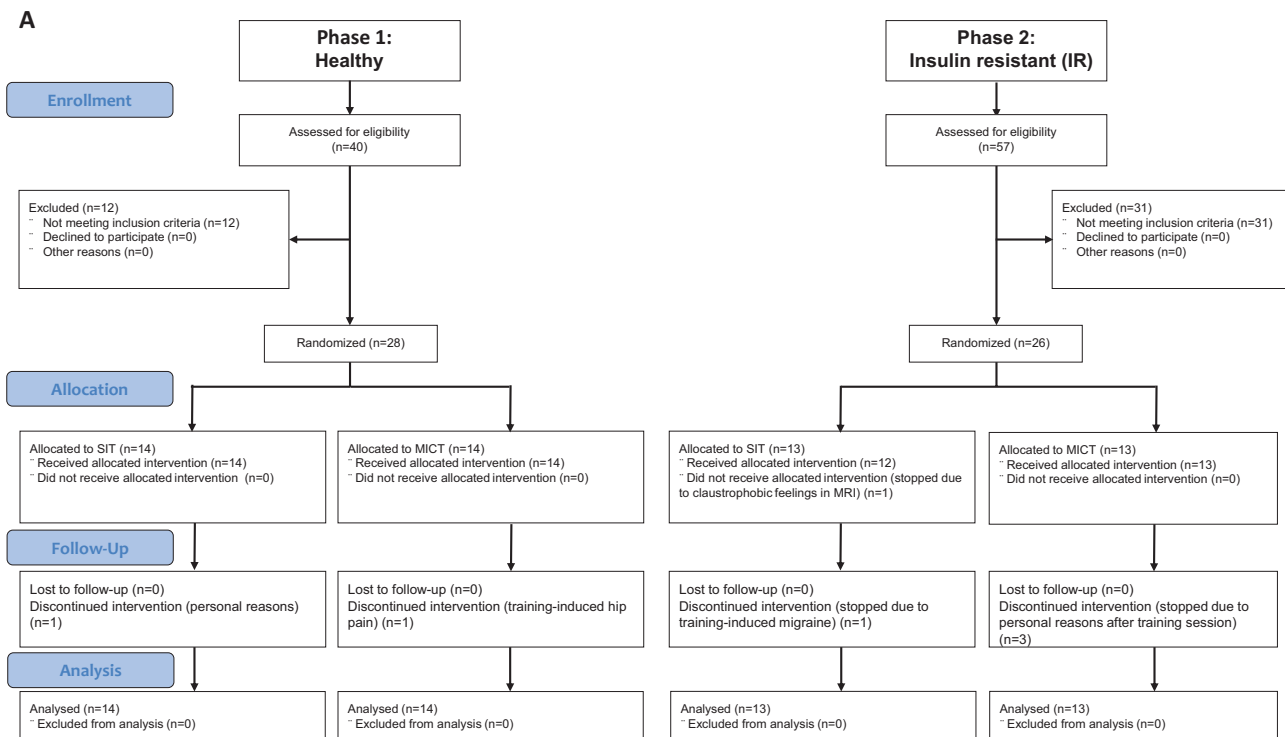 A
Phase 1:
Healthy
Phase 2:
Insulin resistant (IR)
Enrollment
Assessed for eligibility
(n=40)
Assessed for eligibility
(n=57)
Excluded (n=12)
¨ Not meeting inclusion criteria (n=12)
¨ Declined to participate (n=0)
¨ Other reasons (n=0)
Excluded (n=31)
¨ Not meeting inclusion criteria (n=31)
¨ Declined to participate (n=0)
¨ Other reasons (n=0)
Randomized (n=28)
Randomized (n=26)
Allocation
Allocated to SIT (n=14)
¨ Received allocated intervention (n=14)
¨ Did not receive allocated intervention (n=0)
Allocated to MICT (n=14)
¨ Received allocated intervention (n=14)
¨ Did not receive allocated intervention (n=0)
Allocated to SIT (n=13)
¨ Received allocated intervention (n=12)
¨ Did not receive allocated intervention (stopped due
to claustrophobic feelings in MRI) (n=1)
Allocated to MICT (n=13)
¨ Received allocated intervention (n=13)
¨ Did not receive allocated intervention (n=0)
Follow-Up
Lost to follow-up (n=0)
Discontinued intervention (personal reasons)
(n=1)
Lost to follow-up (n=0)
Discontinued intervention (training-induced hip
pain) (n=1)
Lost to follow-up (n=0)
Discontinued intervention (stopped due to
training-induced migraine) (n=1)
Lost to follow-up (n=0)
Discontinued intervention (stopped due to
personal reasons after training session)
(n=3)
Analysis
Analysed (n=14)
¨ Excluded from analysis (n=0)
Analysed (n=14)
¨ Excluded from analysis (n=0)
Analysed (n=13)
¨ Excluded from analysis (n=0)
Analysed (n=13)
¨ Excluded from analysis (n=0)